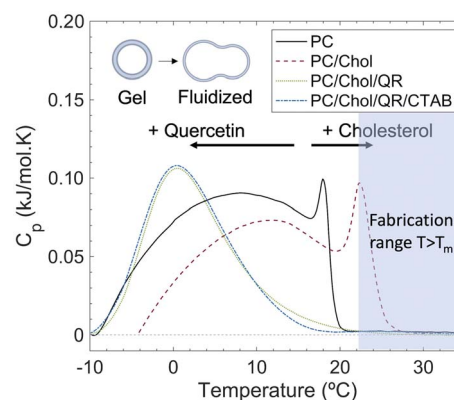 0.20
0.15
0.10
0.05
0
Cp (kJ/mol.K)
PC
PC/Chol
PC/Chol/QR
PC/Chol/QR/CTAB
Gel
Fluidized
+ Quercetin
+ Cholesterol
Fabrication
range T>Tm
-10
0
10
20
30
Temperature (ºC)